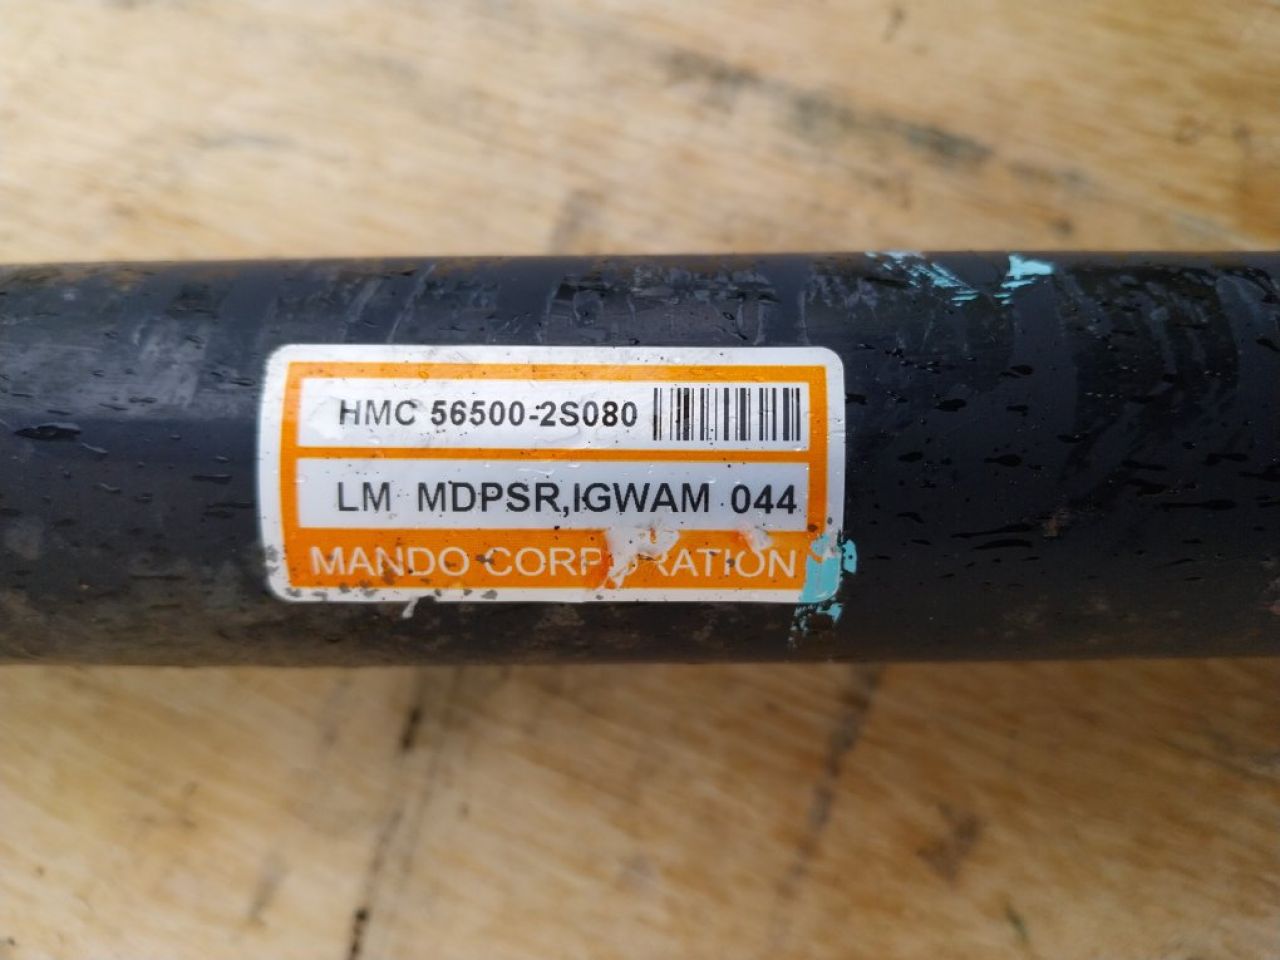 HMC 56500-2S080
LM MDPSR,IGWAM 044
MANDO CORPORATION